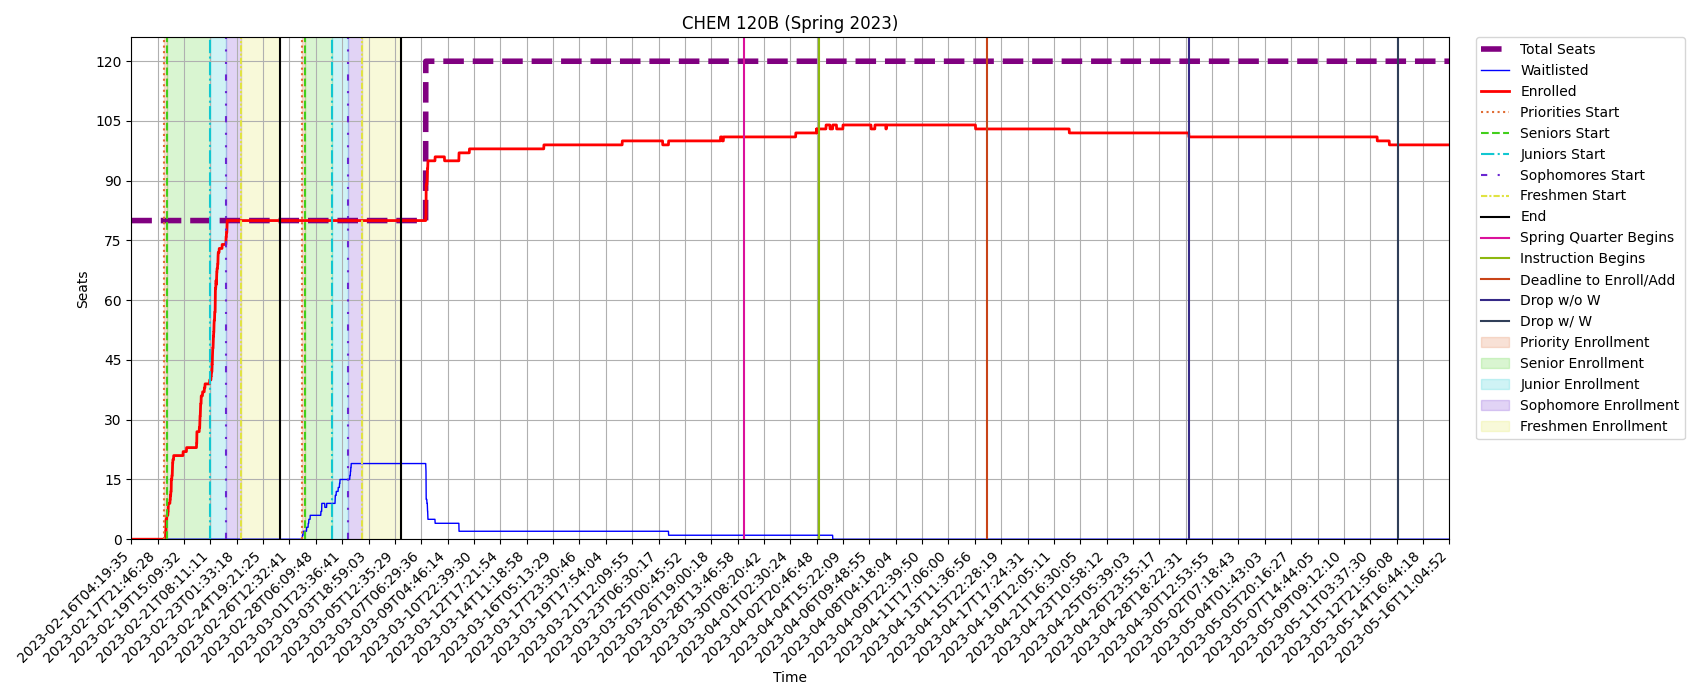 CHEM 120B (Spring 2023)
Seats
120
105
90
75
60
45
30
15
0
2023-02-16T04:19:35
2023-02-17T21:46:28
2023-02-19T15:09:32
2023-02-21T08:11:11
2023-02-23T01:33:18
2023-02-24T19:21:25
2023-02-26T12:32:41
2023-02-28T06:09:48
2023-03-01T23:36:41
2023-03-03T18:59:03
2023-03-05T12:35:29
2023-03-07T06:29:36
2023-03-09T04:46:14
2023-03-10T22:39:30
2023-03-12T17:21:54
2023-03-14T11:18:58
2023-03-16T05:13:29
2023-03-17T23:30:46
2023-03-19T17:54:04
2023-03-21T12:09:55
2023-03-23T06:30:17
2023-03-25T00:45:52
2023-03-26T19:00:18
2023-03-28T13:46:58
2023-03-30T08:20:42
2023-04-01T02:30:24
2023-04-02T20:46:48
2023-04-04T15:22:09
2023-04-06T09:48:55
2023-04-08T04:18:04
2023-04-09T22:39:50
2023-04-11T17:06:00
2023-04-13T11:36:56
2023-04-15T22:28:19
2023-04-17T17:24:31
2023-04-19T12:05:11
2023-04-21T16:30:05
2023-04-23T10:58:12
2023-04-25T05:39:03
2023-04-26T23:55:17
2023-04-28T18:22:31
2023-04-30T12:53:55
2023-05-02T07:18:43
2023-05-04T01:43:03
2023-05-05T20:16:27
2023-05-07T14:44:05
2023-05-09T09:12:10
2023-05-11T03:37:30
2023-05-12T21:56:08
2023-05-14T16:44:18
2023-05-16T11:04:52
Time
Total Seats
Waitlisted
Enrolled
Priorities Start
Seniors Start
Juniors Start
Sophomores Start
Freshmen Start
End
Spring Quarter Begins
Instruction Begins
Deadline to Enroll/Add
Drop w/o W
Drop w/ W
Priority Enrollment
Senior Enrollment
Junior Enrollment
Sophomore Enrollment
Freshmen Enrollment